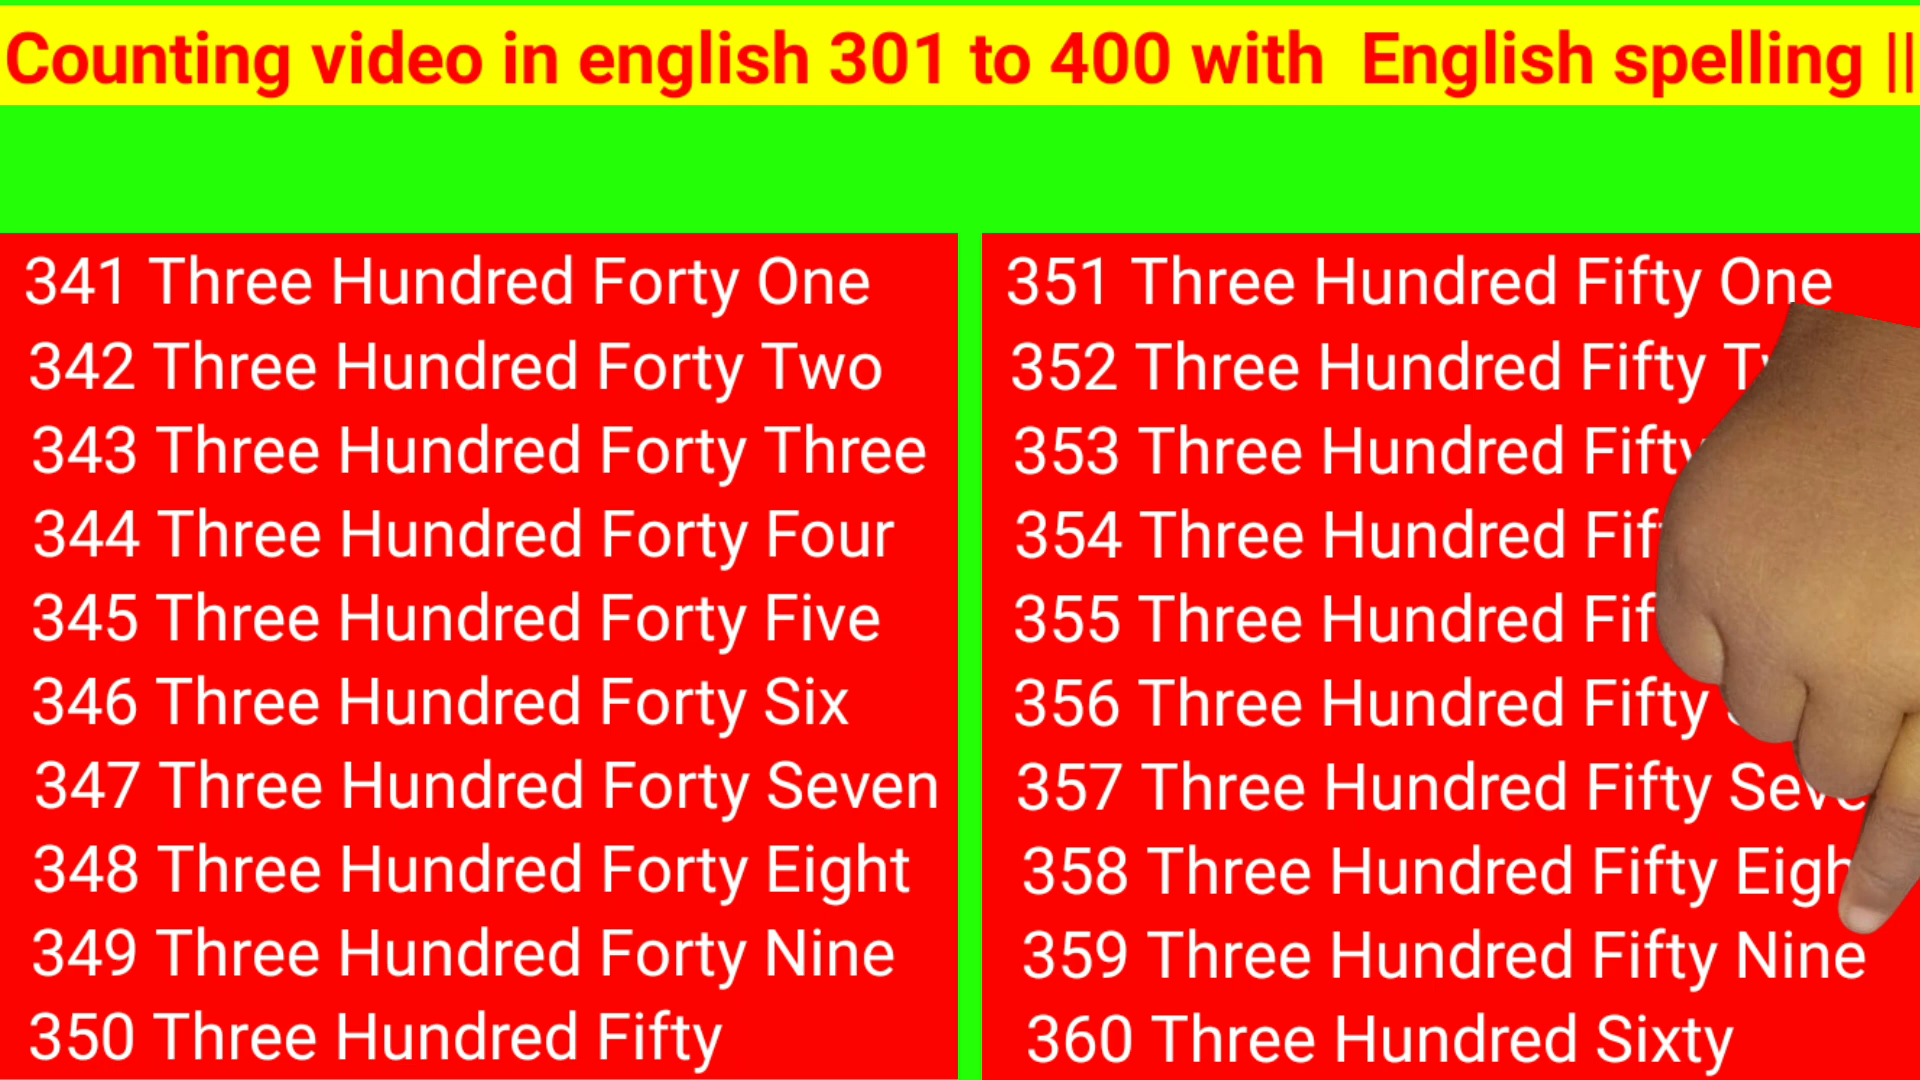 Counting video in english 301 to 400 with English spelling ||
341 Three Hundred Forty One
342 Three Hundred Forty Two
343 Three Hundred Forty Three
344 Three Hundred Forty Four
345 Three Hundred Forty Five
346 Three Hundred Forty Six
347 Three Hundred Forty Seven
348 Three Hundred Forty Eight
349 Three Hundred Forty Nine
350 Three Hundred Fifty
351 Three Hundred Fifty One
352 Three Hundred Fifty
353 Three Hundred Fifty
354 Three Hundred
355 Three Hundred
356 Three Hundred Fifty
357 Three Hundred Fifty Seve
358 Three Hundred Fifty Eigh
359 Three Hundred Fifty Nine
360 Three Hundred Sixty